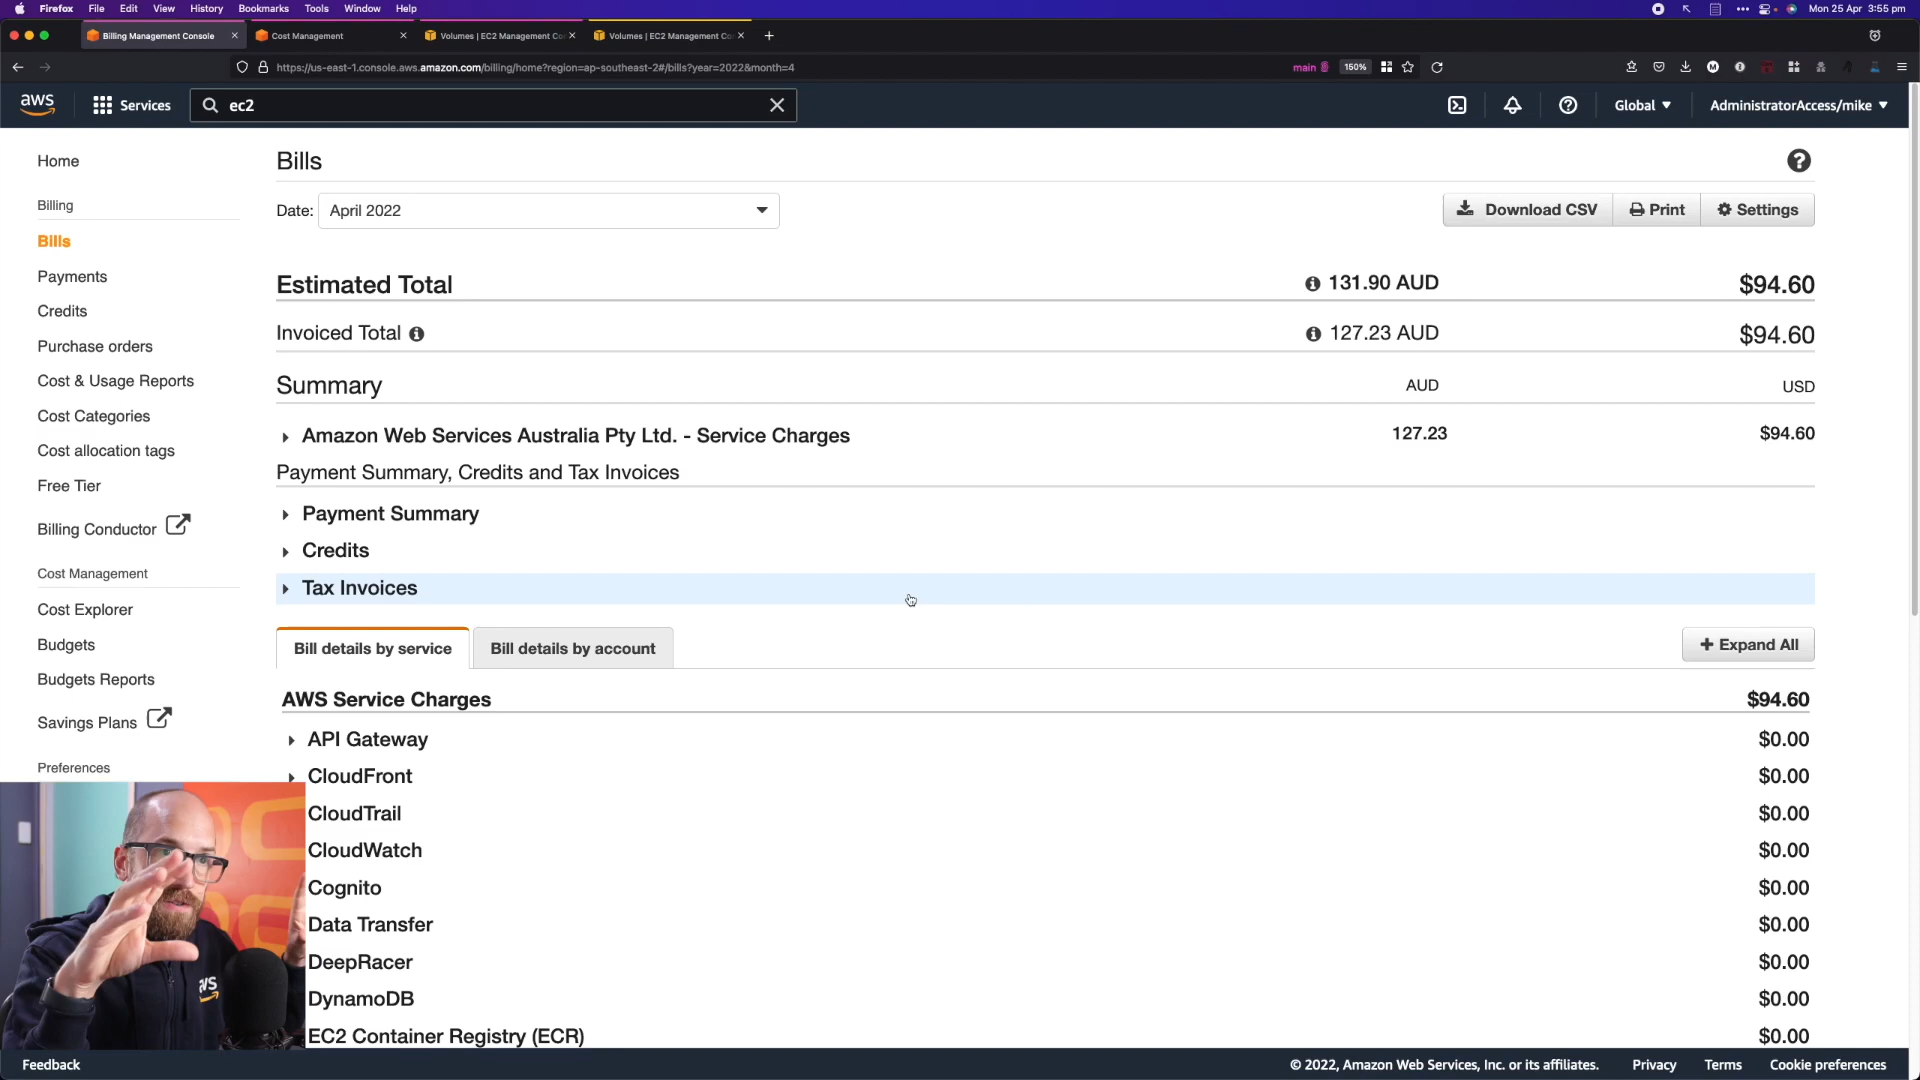 Firefox File Edit View History Bookmarks Tools Window Help
Mon 25 Apr 3:55 pm
Billing Management Console
Cost Management
Volumes | EC2 Management Co
Volumes | EC2 Management Co
https://us-east-1.console.aws.amazon.com/billing/home?region=ap-southeast-2#/bills?year=2022&month=4
main
150%
aws
Services
ec2
Global
AdministratorAccess/mike
Home
Billing
Bills
Payments
Credits
Purchase orders
Cost & Usage Reports
Cost Categories
Cost allocation tags
Free Tier
Billing Conductor
Cost Management
Cost Explorer
Budgets
Budgets Reports
Savings Plans
Preferences
Bills
Date: April 2022
Download CSV
Print
Settings
Estimated Total 131.90 AUD $94.60
Invoiced Total 127.23 AUD $94.60
Summary AUD USD
Amazon Web Services Australia Pty Ltd. - Service Charges 127.23 $94.60
Payment Summary, Credits and Tax Invoices
Payment Summary
Credits
Tax Invoices
Bill details by service
Bill details by account
+ Expand All
AWS Service Charges $94.60
API Gateway $0.00
CloudFront $0.00
CloudTrail $0.00
CloudWatch $0.00
Cognito $0.00
Data Transfer $0.00
DeepRacer $0.00
DynamoDB $0.00
EC2 Container Registry (ECR) $0.00
aws
Feedback
© 2022, Amazon Web Services, Inc. or its affiliates.
Privacy
Terms
Cookie preferences